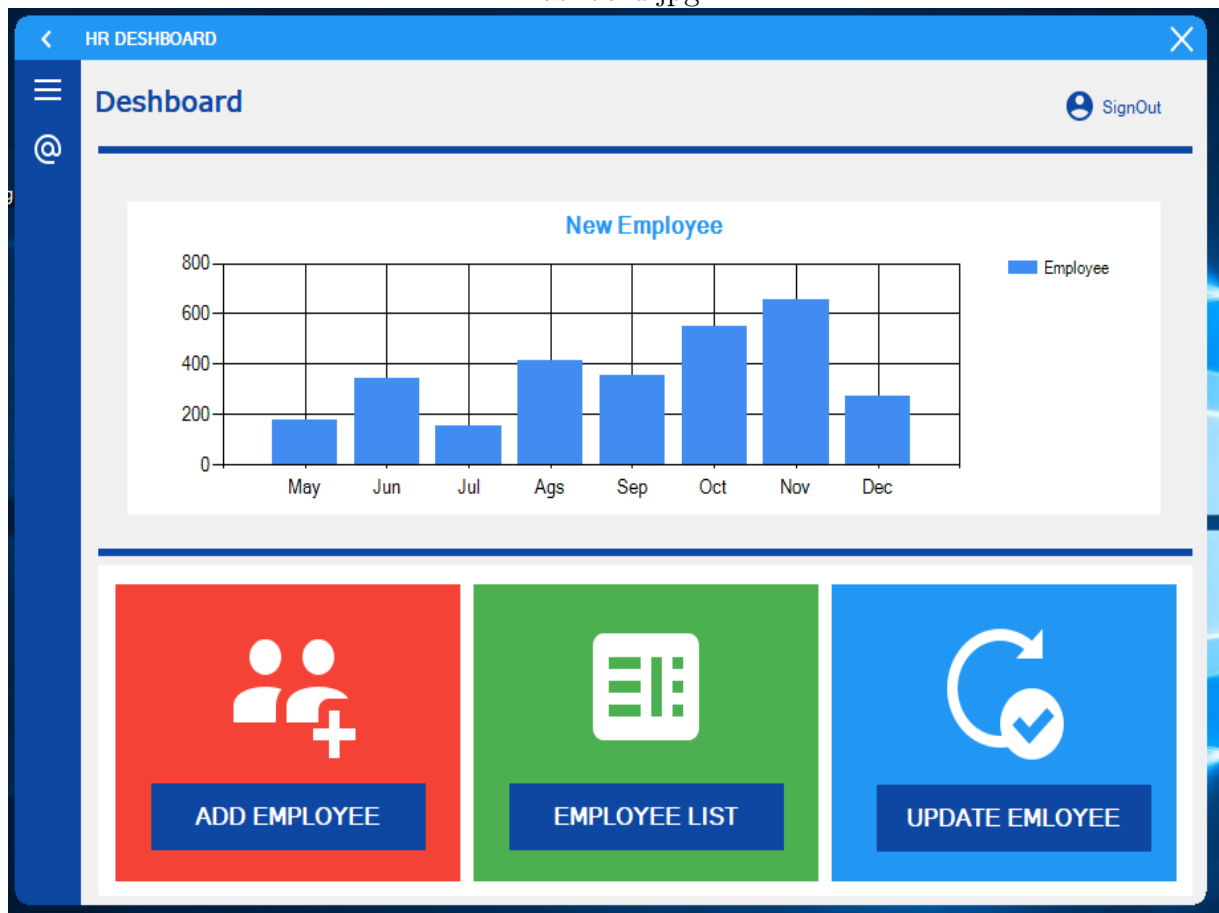 HR DESHBOARD
Deshboard
SignOut
@
New Employee
800
600
400
200
0
Employee
May Jun Jul Ags Sep Oct Nov Dec
ADD EMPLOYEE
EMPLOYEE LIST
UPDATE EMLOYEE